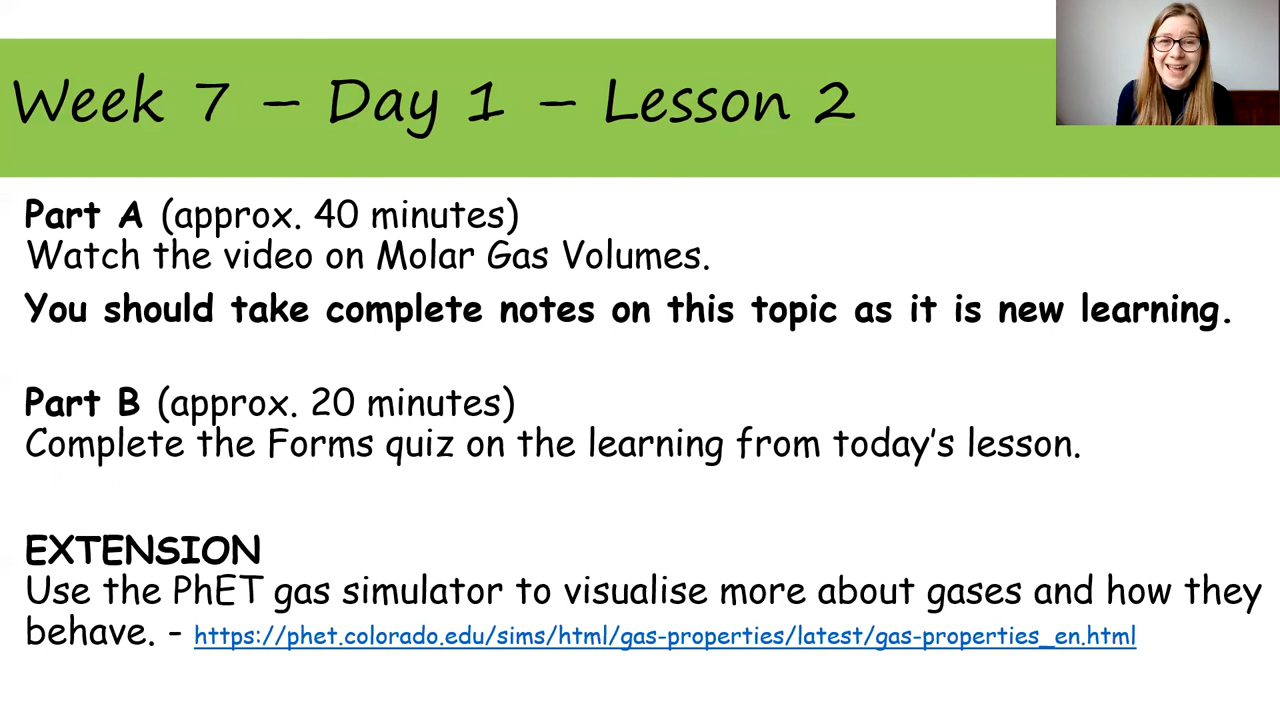 Week 7 – Day 1 – Lesson 2
Part A (approx. 40 minutes)
Watch the video on Molar Gas Volumes.
You should take complete notes on this topic as it is new learning.
Part B (approx. 20 minutes)
Complete the Forms quiz on the learning from today's lesson.
EXTENSION
Use the PhET gas simulator to visualise more about gases and how they
behave. - https://phet.colorado.edu/sims/html/gas-properties/latest/gas-properties_en.html